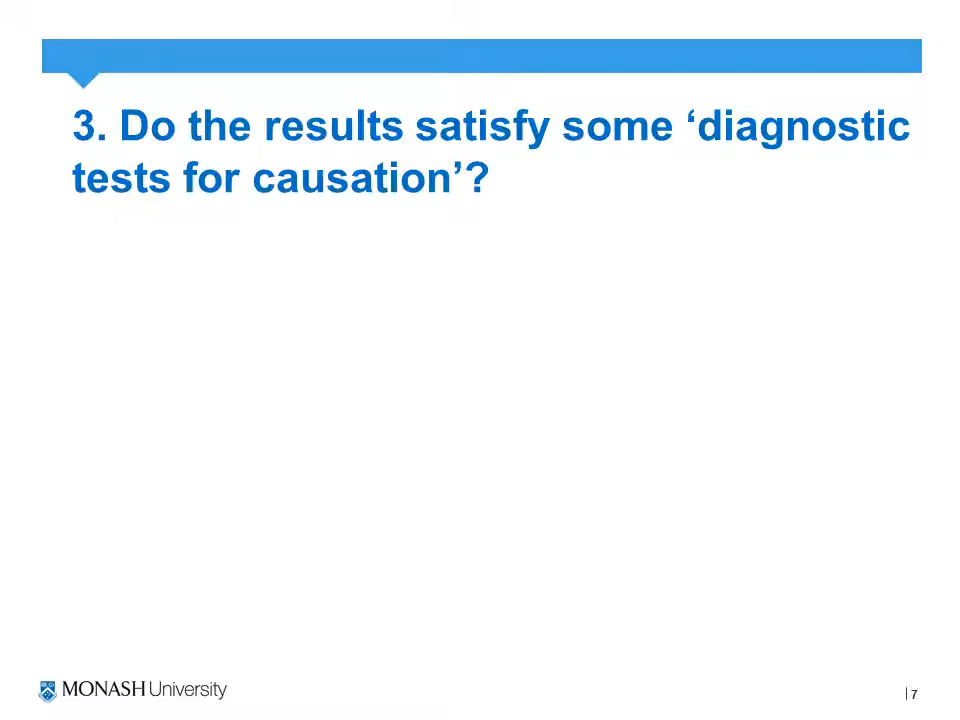 3. Do the results satisfy some ‘diagnostic
tests for causation’?
MONASH University
| 7